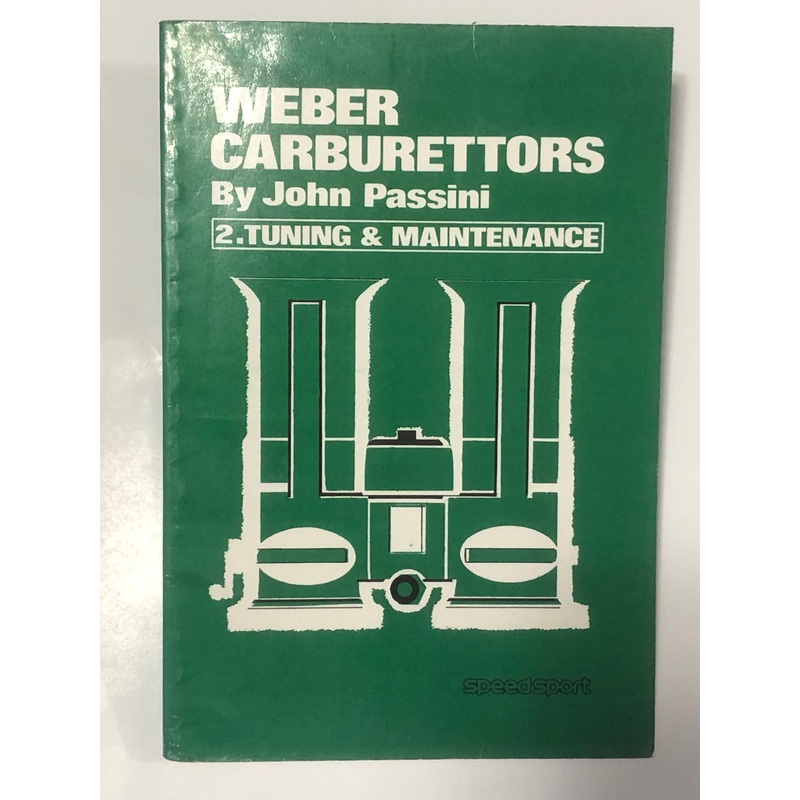 WEBER
CARBURETTORS
By John Passini
2.TUNING & MAINTENANCE
speedsport